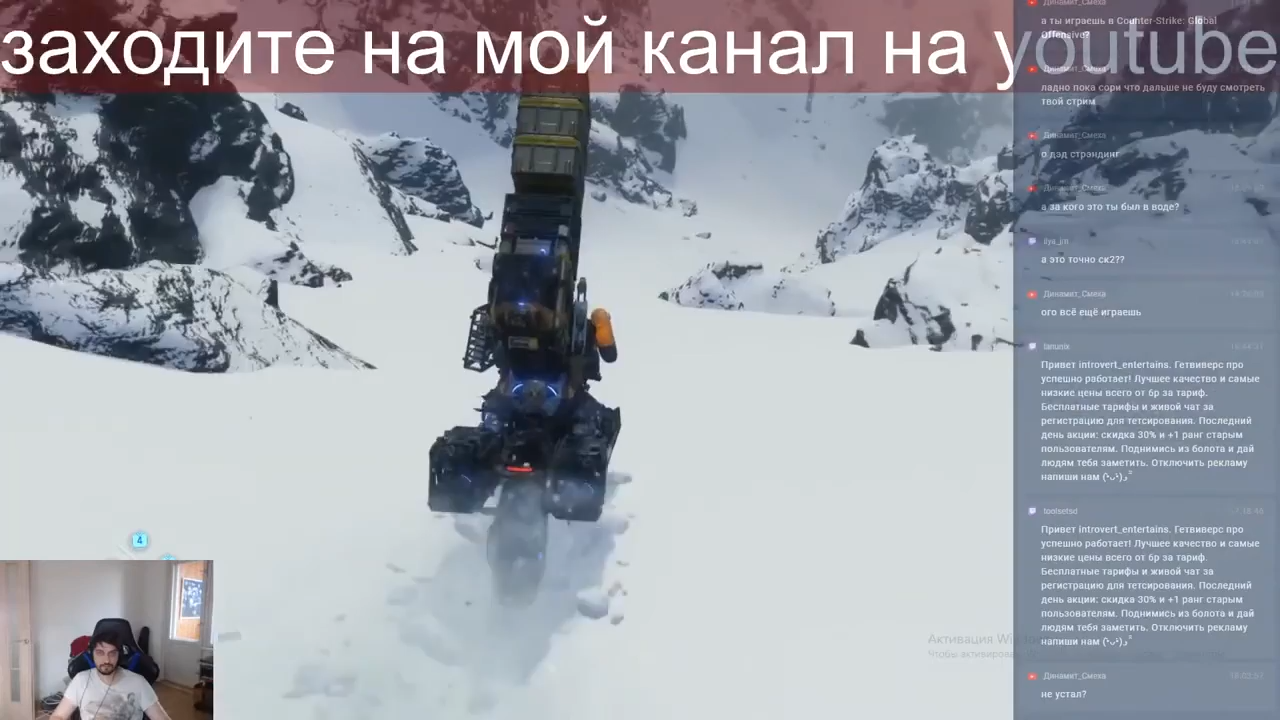 заходите на мой канал на youtube
Динамит_Смеха
а ты играешь в Counter-Strike: Global
Offensive?
Динамит_Смеха
ладно пока сори что дальше не буду смотреть
твой стрим
Динамит_Смеха
о дэд стрэндинг
Динамит_Смеха
а за кого это ты был в воде?
а это точно ск2??
Динамит_Смеха
ого всё ещё играешь
lanunix
Привет introvert_entertains. Гетвиверс про
успешно работает! Лучшее качество и самые
низкие цены всего от 6р за тариф.
Бесплатные тарифы и живой чат за
регистрацию для тетсирования. Последний
день акции: скидка 30% и +1 ранг старым
пользователям. Поднимись из болота и дай
людям тебя заметить. Отключить рекламу
напиши нам
toolsetsd
Привет introvert_entertains. Гетвиверс про
успешно работает! Лучшее качество и самые
низкие цены всего от 6р за тариф.
Бесплатные тарифы и живой чат за
регистрацию для тетсирования. Последний
день акции: скидка 30% и +1 ранг старым
пользователям. Поднимись из болота и дай
людям тебя заметить. Отключить рекламу
напиши нам
Динамит_Смеха
не устал?
4
Активация
Чтобы